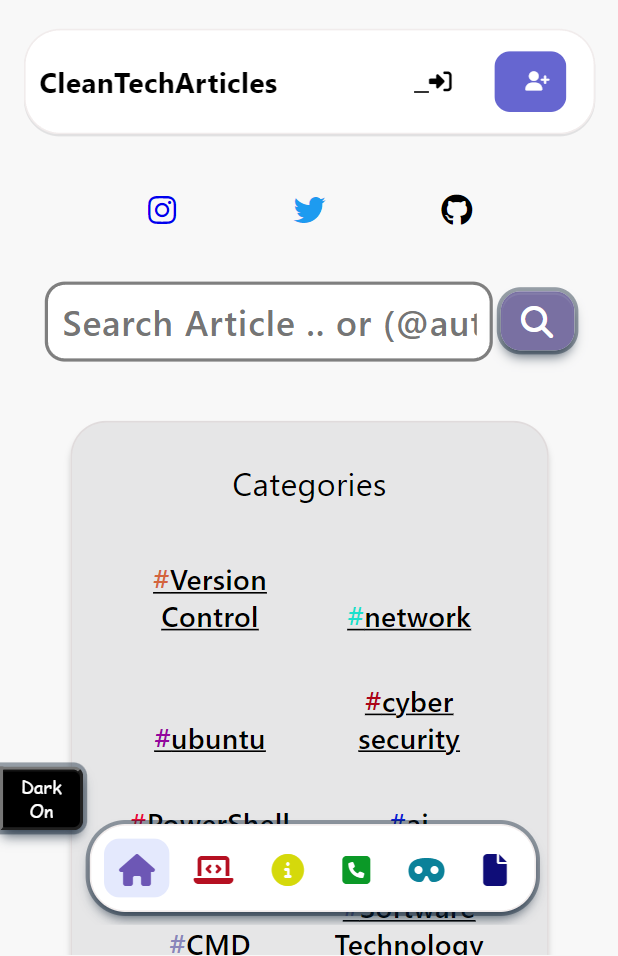 CleanTechArticles
Search Article .. or (@aut
Categories
#Version
Control
#network
#ubuntu
#cyber
security
Dark
On
#PowerShell
#ai
#CMD
#Software
Technology